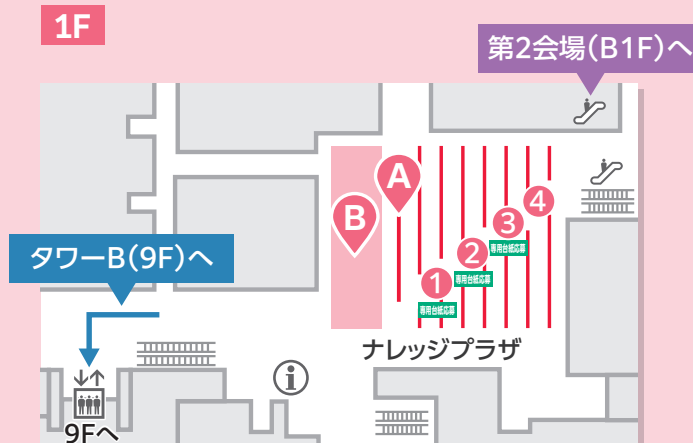 1F
第2会場(B1F)へ
A
B
4
3
専用台紙応募
タワーB(9F)へ
2
専用台紙応募
1
専用台紙応募
ナレッジプラザ
i
9Fへ